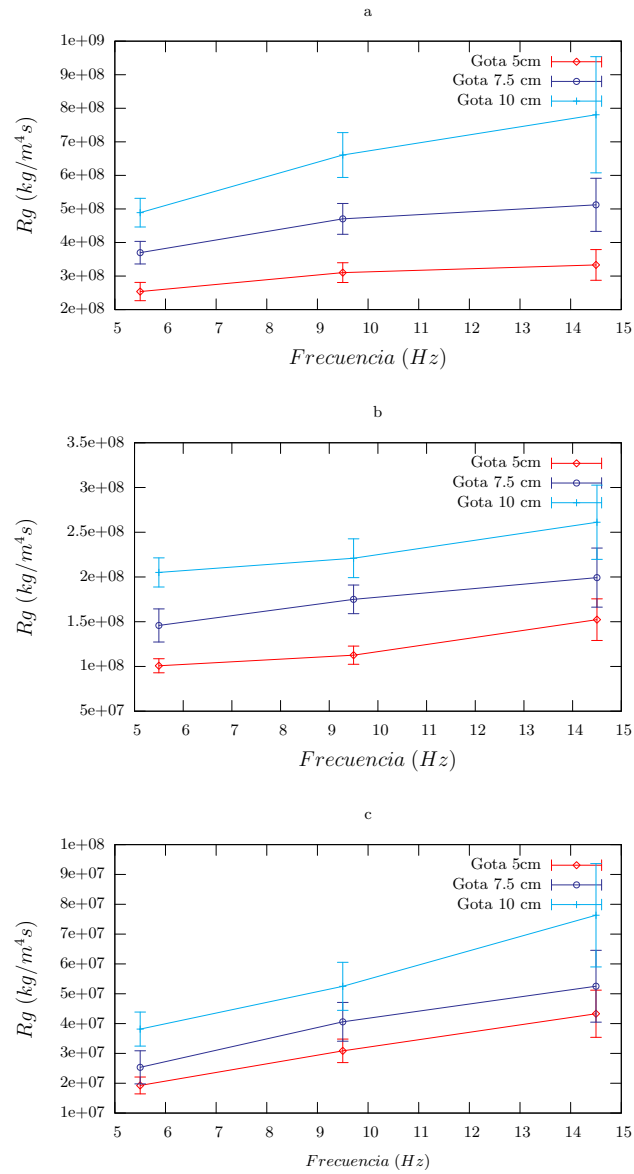 a
1e+09
9e+08
8e+08
7e+08
6e+08
5e+08
4e+08
3e+08
2e+08
Rg (kg/m⁴s)
Gota 5cm
Gota 7.5 cm
Gota 10 cm
5 6 7 8 9 10 11 12 13 14 15
Frecuencia (Hz)
b
3.5e+08
3e+08
2.5e+08
2e+08
1.5e+08
1e+08
5e+07
Rg (kg/m⁴s)
Gota 5cm
Gota 7.5 cm
Gota 10 cm
5 6 7 8 9 10 11 12 13 14 15
Frecuencia (Hz)
c
1e+08
9e+07
8e+07
7e+07
6e+07
5e+07
4e+07
3e+07
2e+07
1e+07
Rg (kg/m⁴s)
Gota 5cm
Gota 7.5 cm
Gota 10 cm
5 6 7 8 9 10 11 12 13 14 15
Frecuencia (Hz)